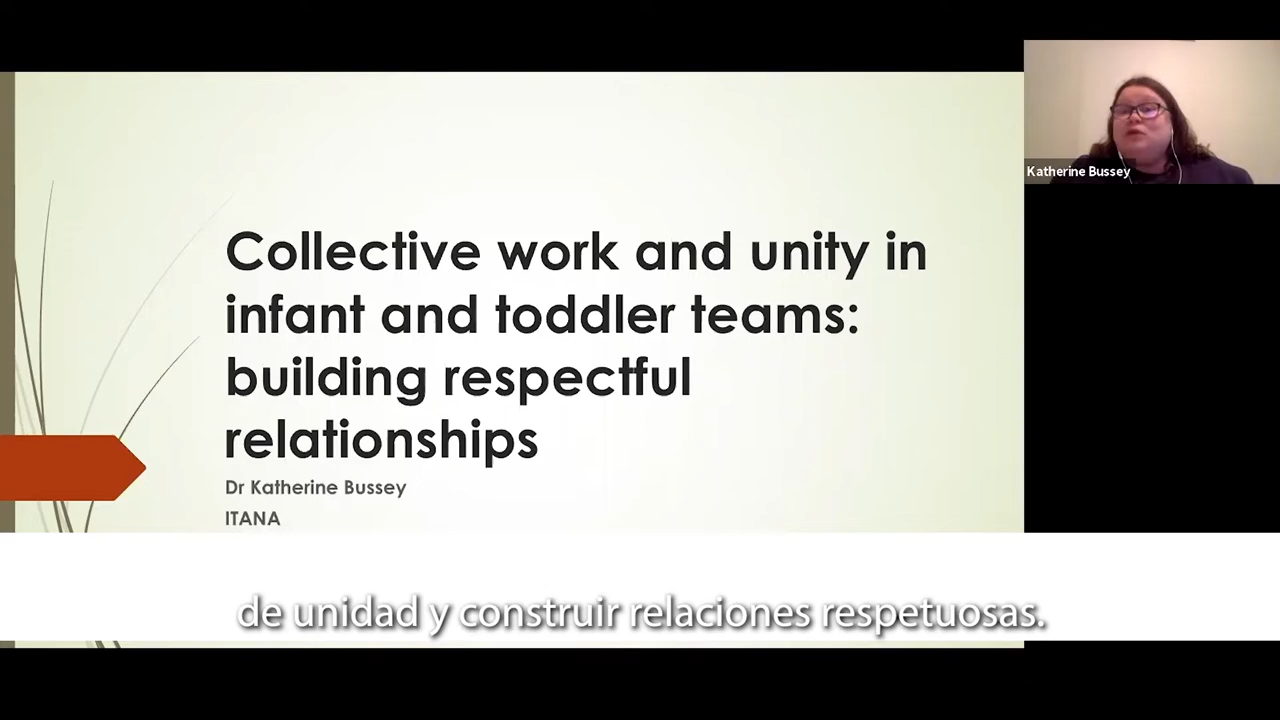 Katherine Bussey
Collective work and unity in
infant and toddler teams:
building respectful
relationships
Dr Katherine Bussey
ITANA
de unidad y construir relaciones respetuosas.